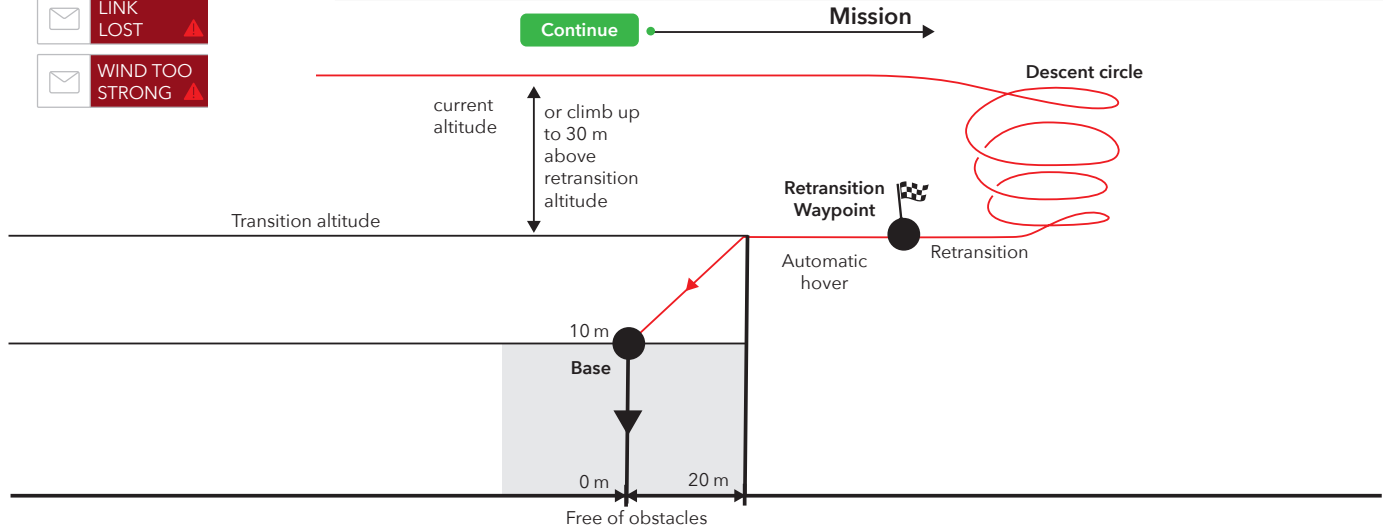 LINK
LOST
WIND TOO
STRONG
Continue
Mission
Descent circle
current
altitude
or climb up
to 30 m
above
retransition
altitude
Retransition
Waypoint
Transition altitude
Automatic
hover
Retransition
10 m
Base
0 m
20 m
Free of obstacles